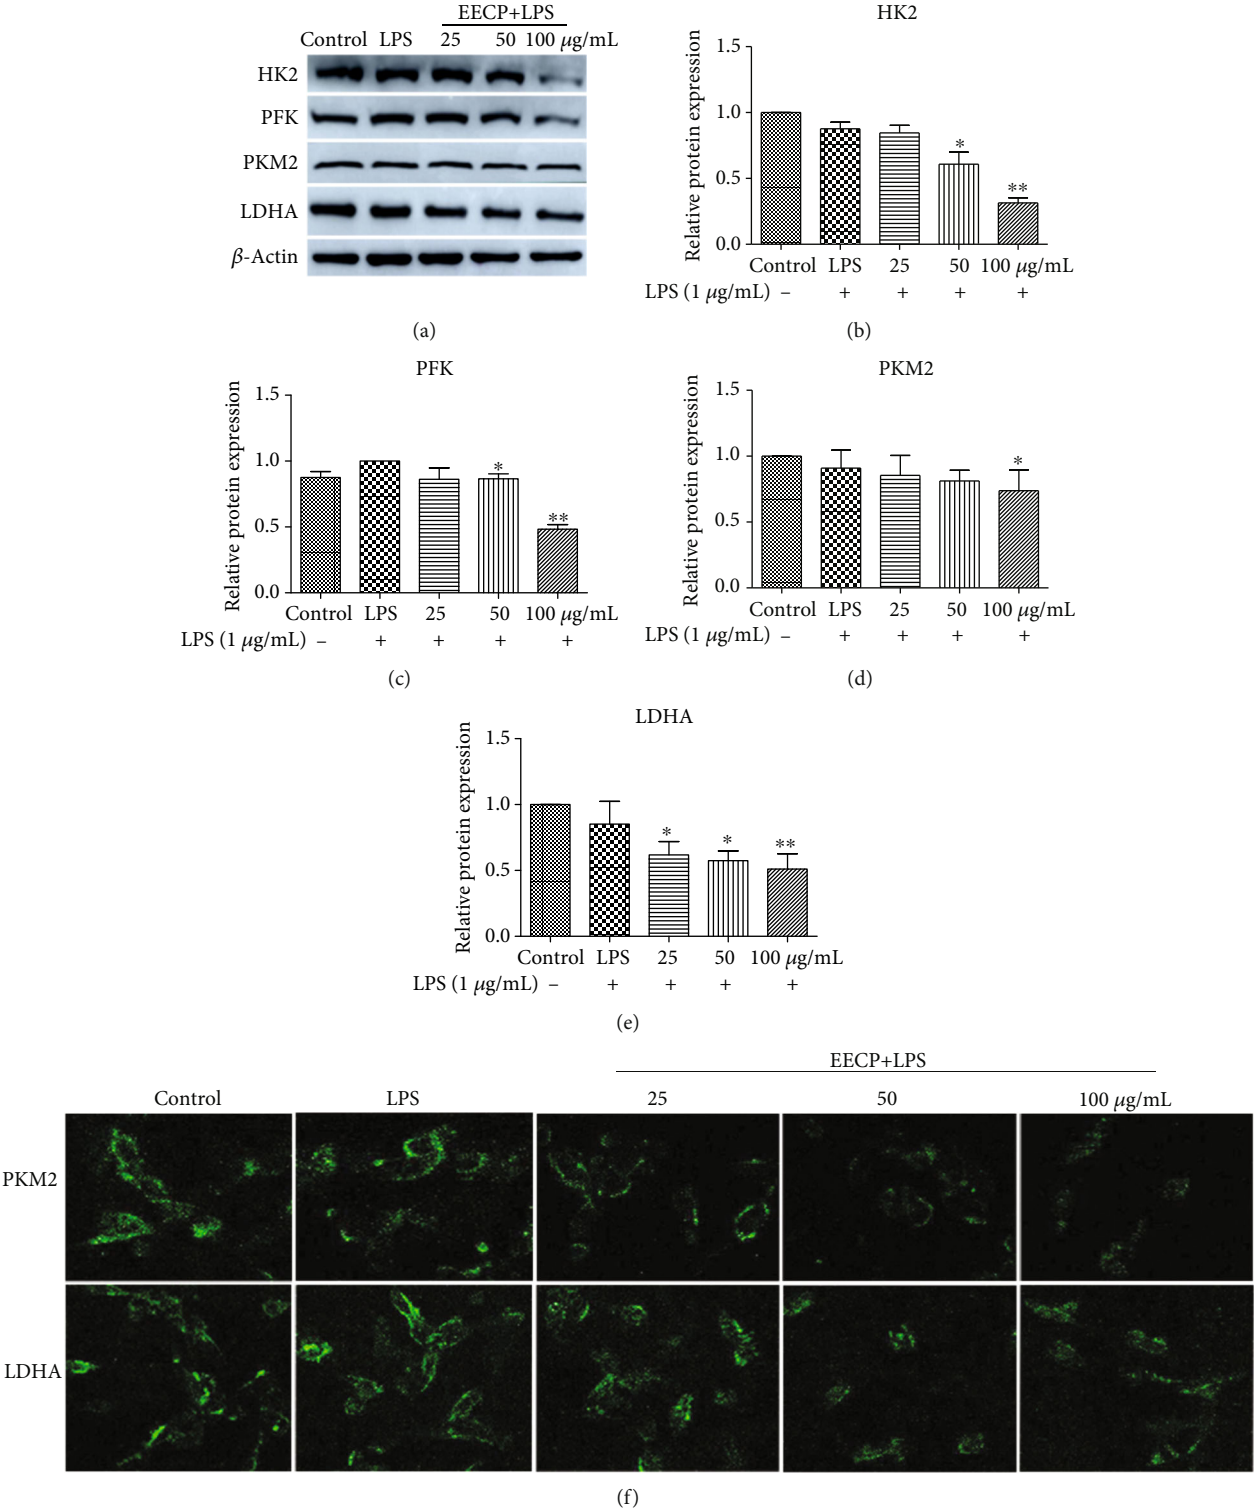 EECP+LPS
Control LPS 25 50 100 μg/mL
HK2
PFK
PKM2
LDHA
β-Actin
(a)
HK2
Relative protein expression
1.5
1.0
0.5
0.0
*
**
Control LPS 25 50 100 μg/mL
LPS (1 μg/mL) – + + + +
(b)
PFK
Relative protein expression
1.5
1.0
0.5
0.0
*
**
Control LPS 25 50 100 μg/mL
LPS (1 μg/mL) – + + + +
(c)
PKM2
Relative protein expression
1.5
1.0
0.5
0.0
*
Control LPS 25 50 100 μg/mL
LPS (1 μg/mL) – + + + +
(d)
LDHA
Relative protein expression
1.5
1.0
0.5
0.0
* * **
Control LPS 25 50 100 μg/mL
LPS (1 μg/mL) – + + + +
(e)
EECP+LPS
Control LPS 25 50 100 μg/mL
PKM2
LDHA
(f)